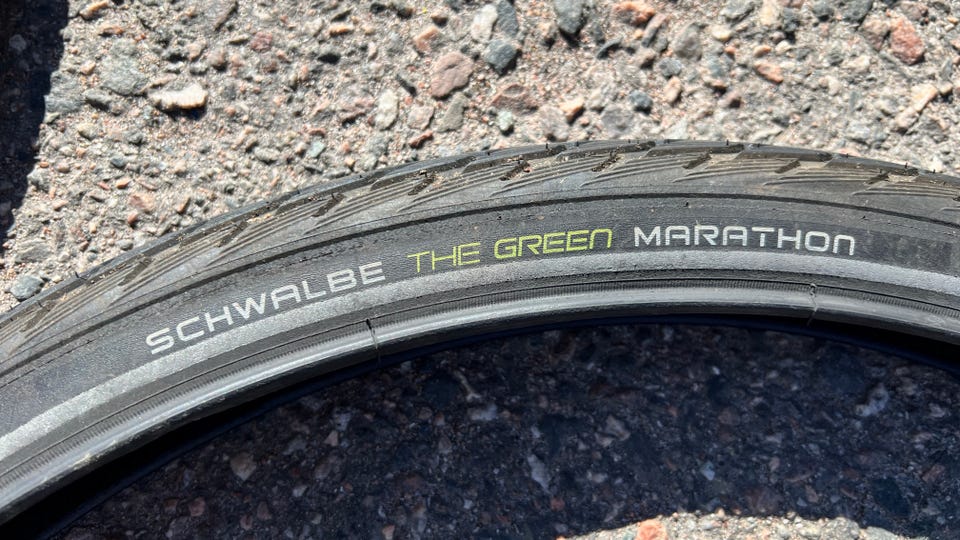 SCHWALBE THE GREEN MARATHON